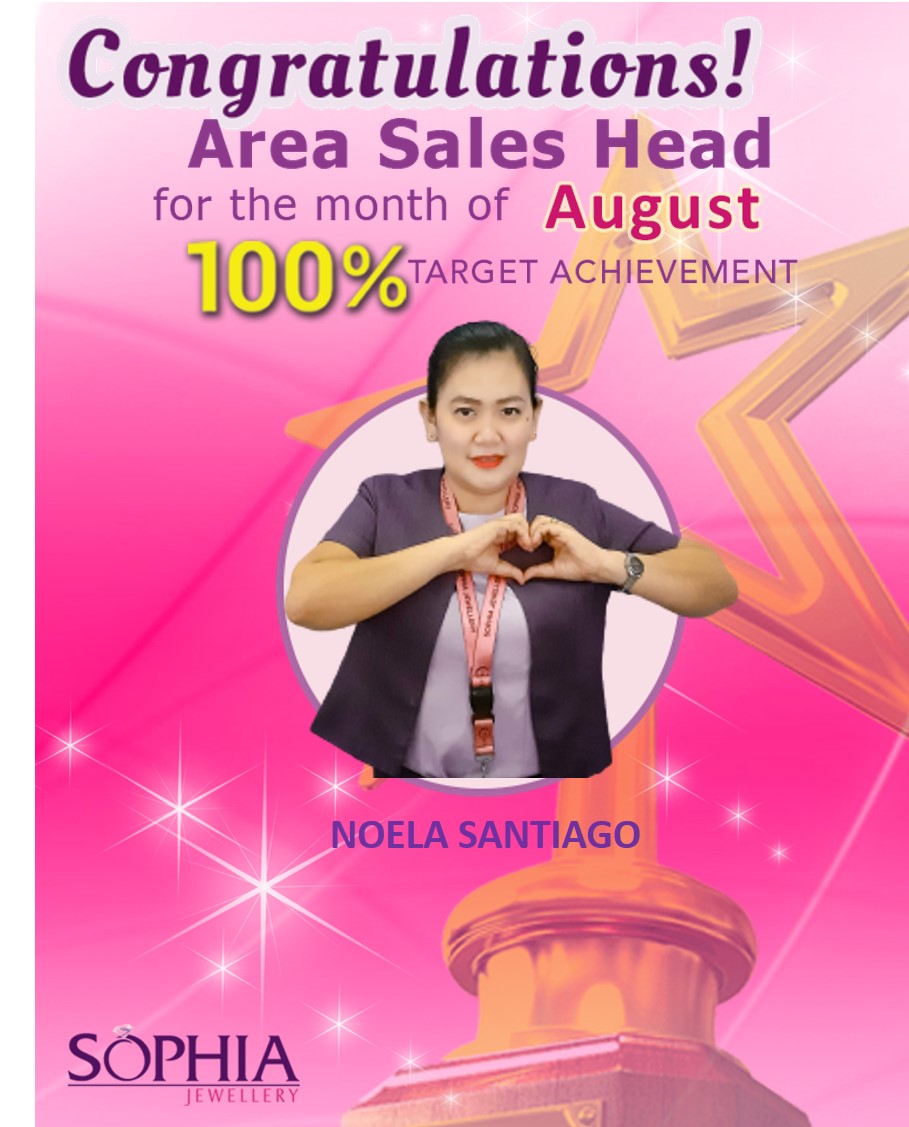 Congratulations!
Area Sales Head
for the month of August
100% TARGET ACHIEVEMENT
NOELA SANTIAGO
SOPHIA
JEWELLERY